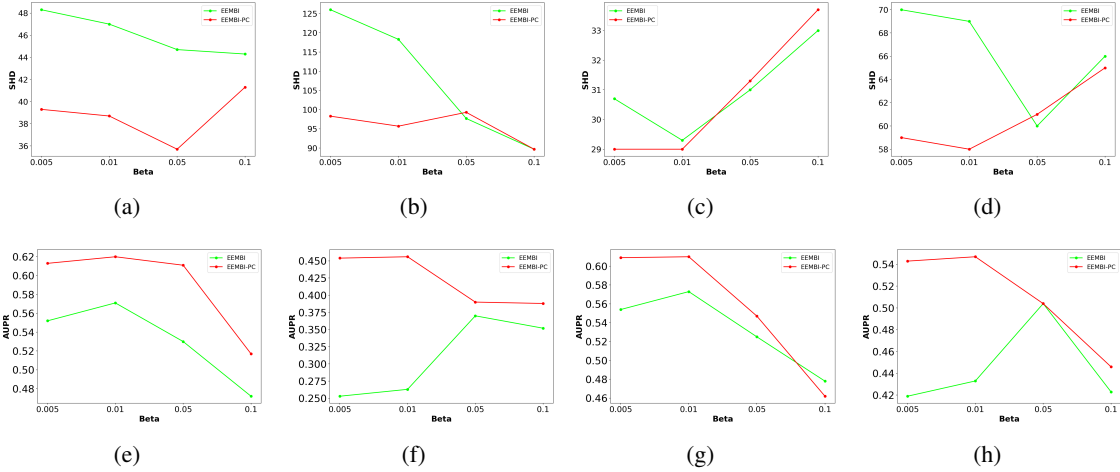 48
46
44
42
40
38
36
SHD
EEMBI
EEMBI-PC
0.005 0.01 0.05 0.1
Beta
(a)
125
120
115
110
105
100
95
90
SHD
EEMBI
EEMBI-PC
0.005 0.01 0.05 0.1
Beta
(b)
33
32
31
30
29
SHD
EEMBI
EEMBI-PC
0.005 0.01 0.05 0.1
Beta
(c)
70
68
66
64
62
60
58
SHD
EEMBI
EEMBI-PC
0.005 0.01 0.05 0.1
Beta
(d)
0.62
0.60
0.58
0.56
0.54
0.52
0.50
0.48
AUPR
EEMBI
EEMBI-PC
0.005 0.01 0.05 0.1
Beta
(e)
0.450
0.425
0.400
0.375
0.350
0.325
0.300
0.275
0.250
AUPR
EEMBI
EEMBI-PC
0.005 0.01 0.05 0.1
Beta
(f)
0.60
0.58
0.56
0.54
0.52
0.50
0.48
0.46
AUPR
EEMBI
EEMBI-PC
0.005 0.01 0.05 0.1
Beta
(g)
0.54
0.52
0.50
0.48
0.46
0.44
0.42
AUPR
EEMBI
EEMBI-PC
0.005 0.01 0.05 0.1
Beta
(h)